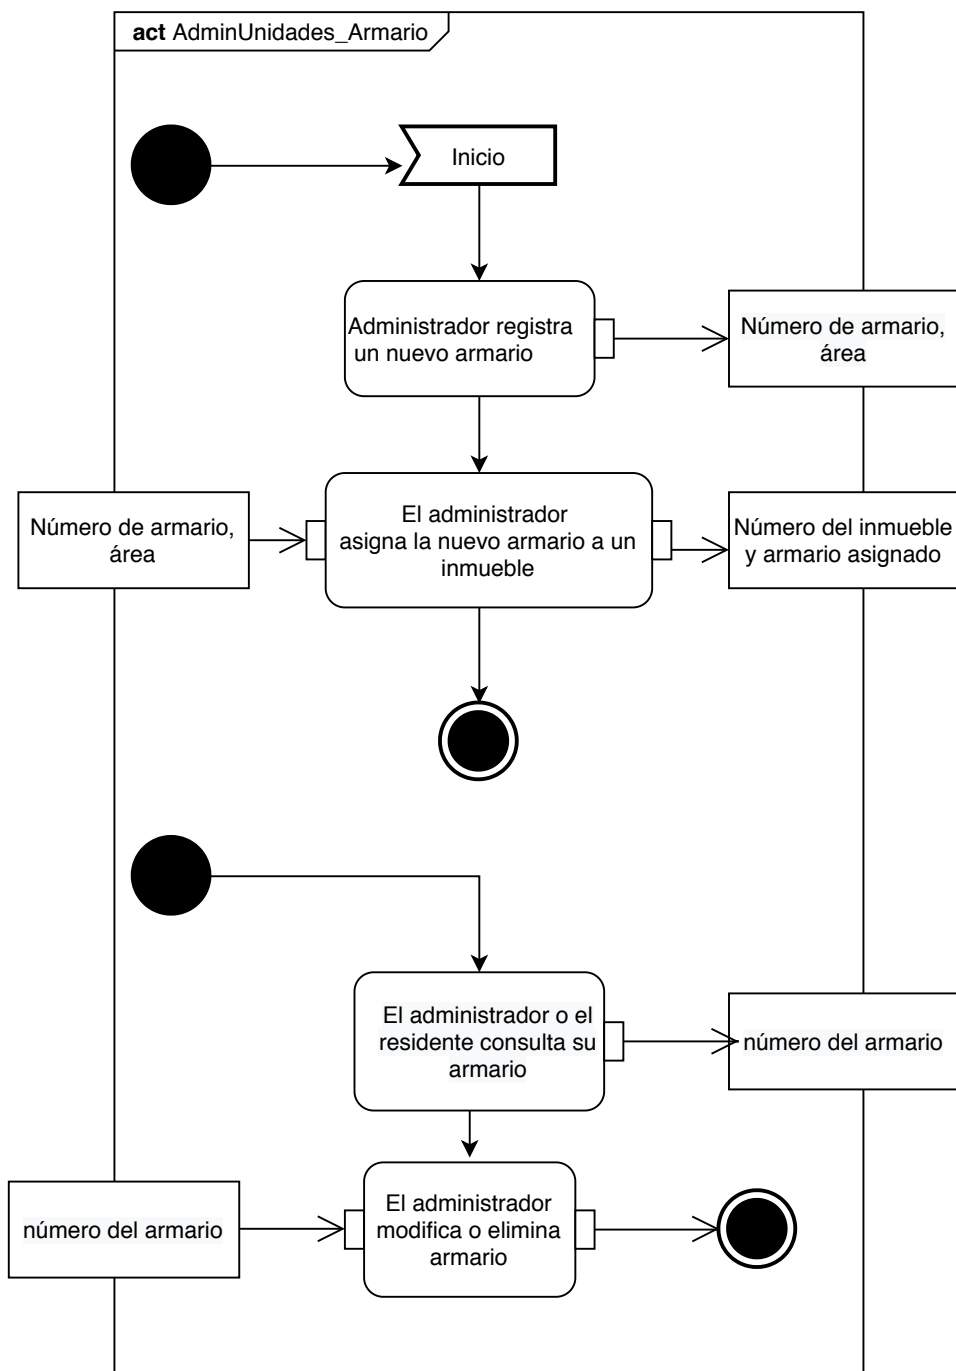 act AdminUnidades_Armario
Inicio
Administrador registra
un nuevo armario
Número de armario,
área
Número de armario,
área
El administrador
asigna la nuevo armario a un
inmueble
Número del inmueble
y armario asignado
El administrador o el
residente consulta su
armario
número del armario
número del armario
El administrador
modifica o elimina
armario